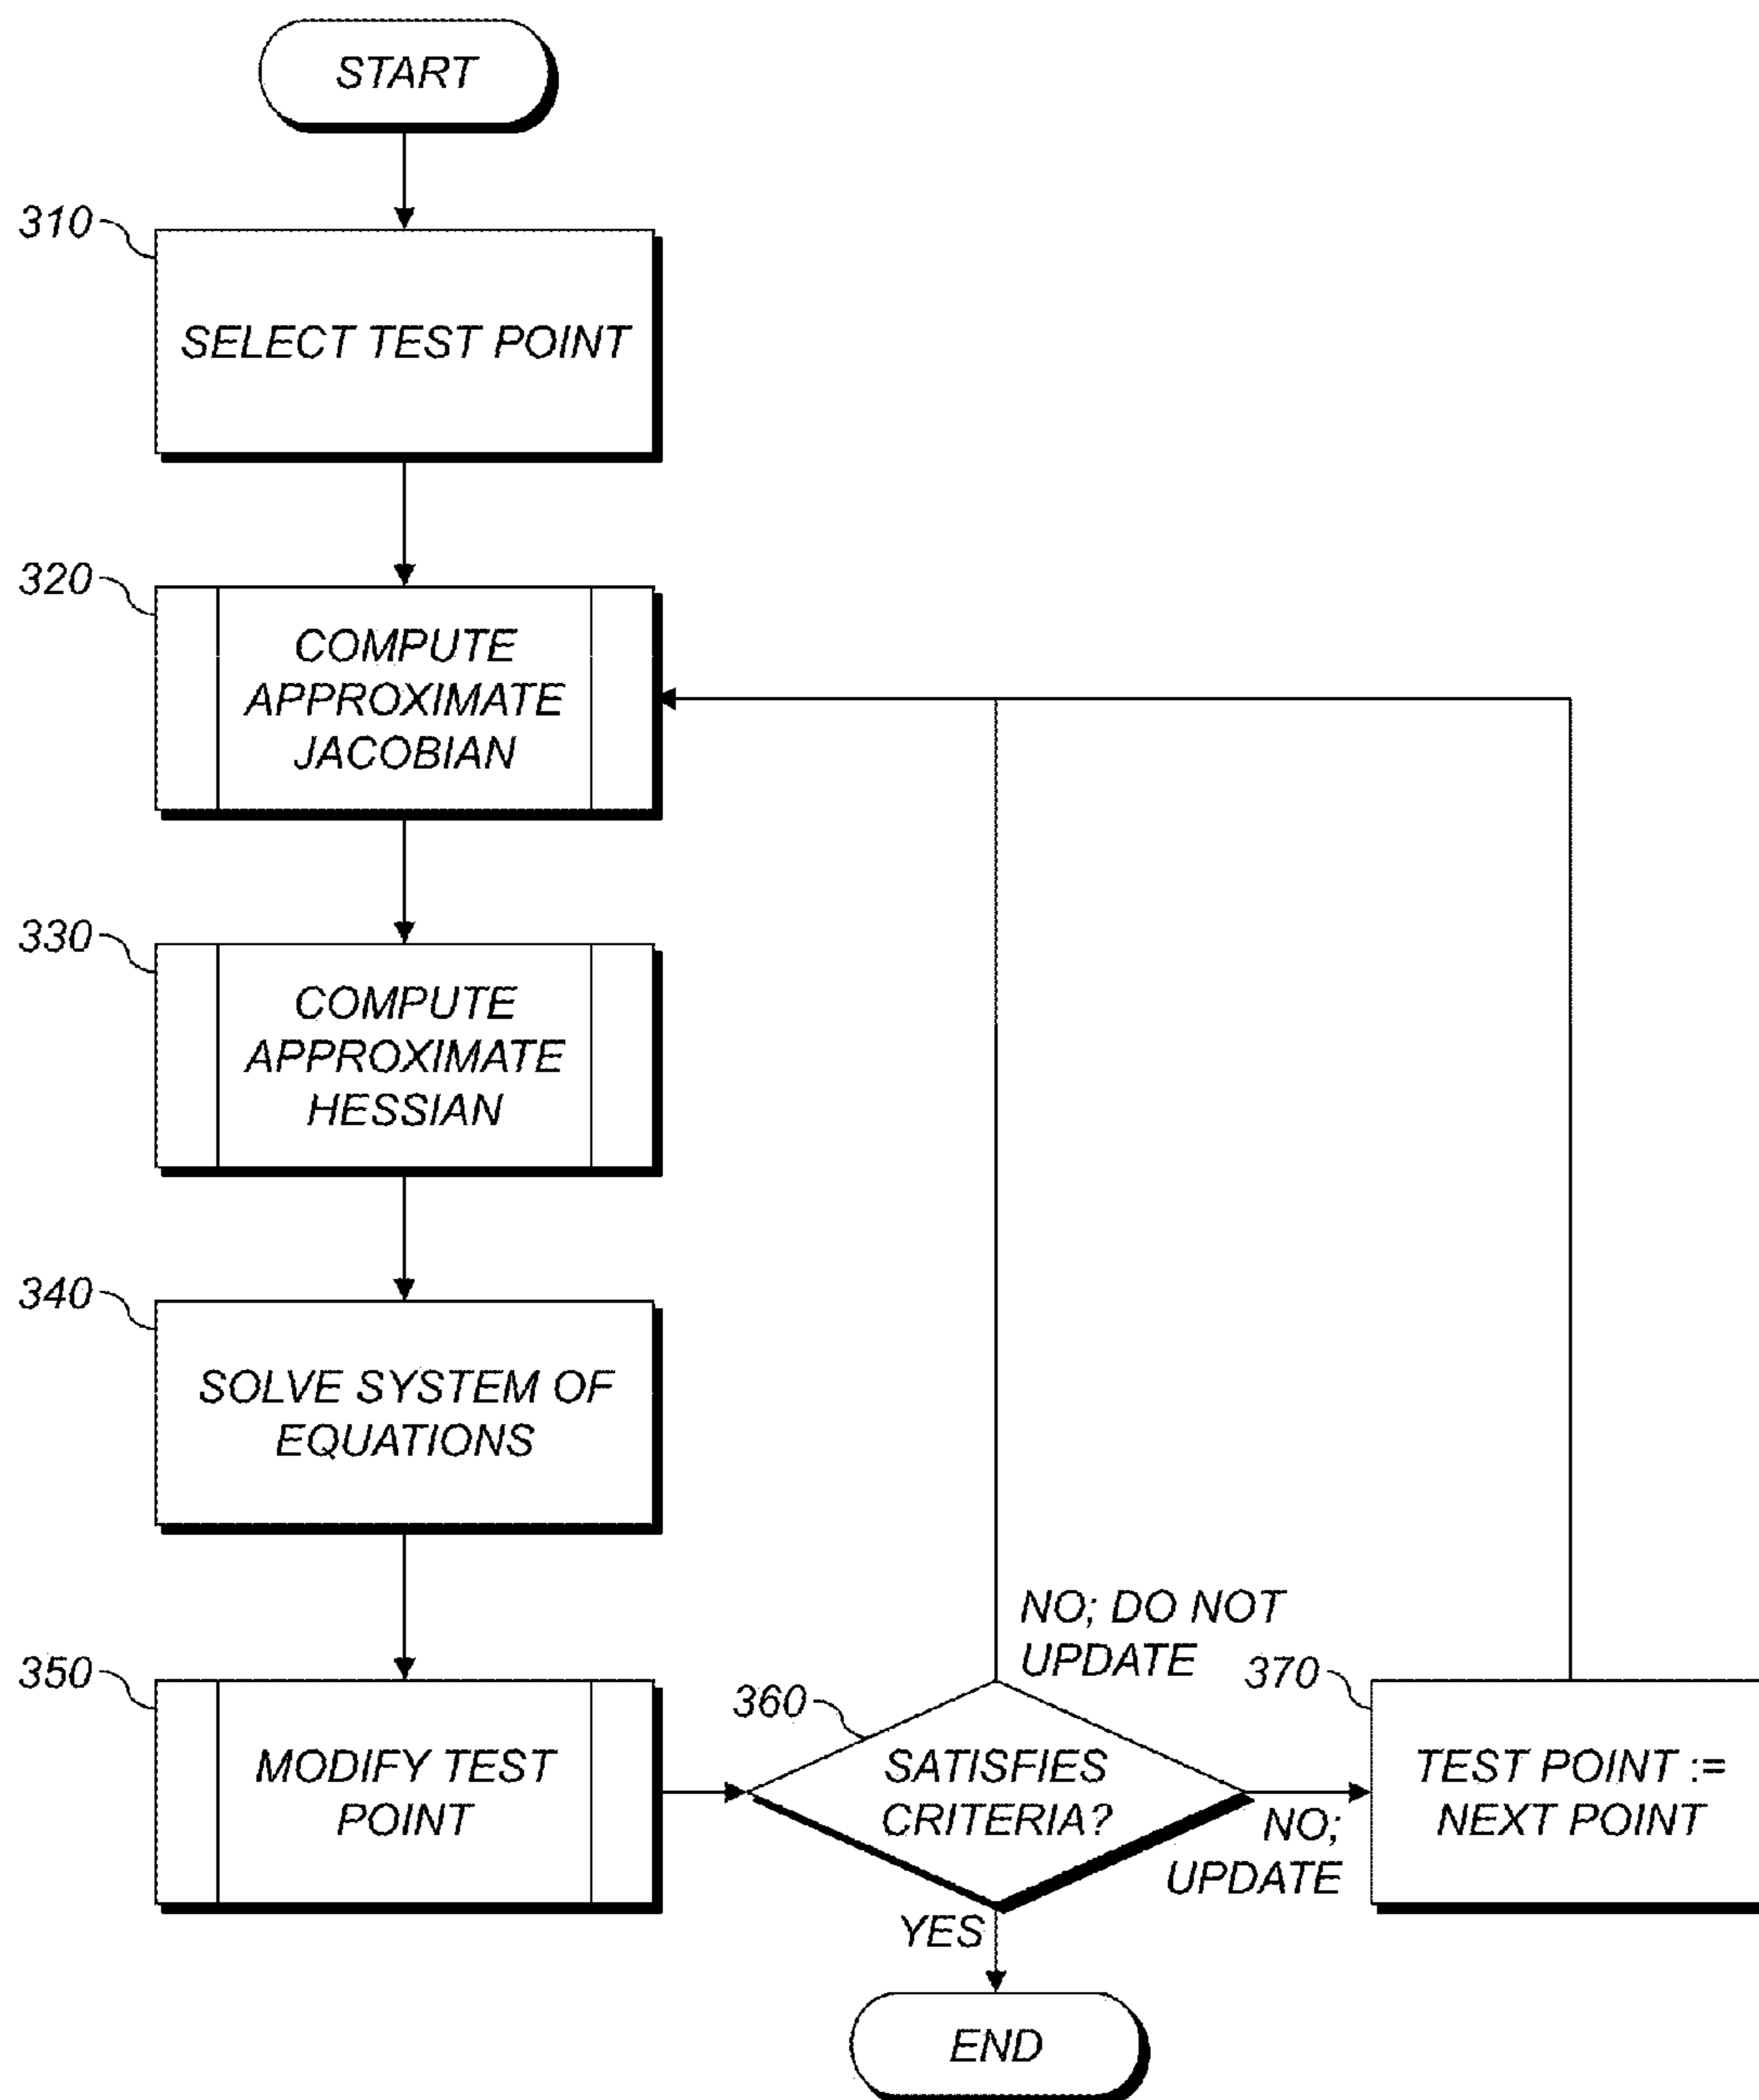 START
310
SELECT TEST POINT
320
COMPUTE
APPROXIMATE
JACOBIAN
330
COMPUTE
APPROXIMATE
HESSIAN
340
SOLVE SYSTEM OF
EQUATIONS
350
MODIFY TEST
POINT
360
SATISFIES
CRITERIA?
NO; DO NOT
UPDATE
NO;
UPDATE
370
TEST POINT :=
NEXT POINT
YES
END